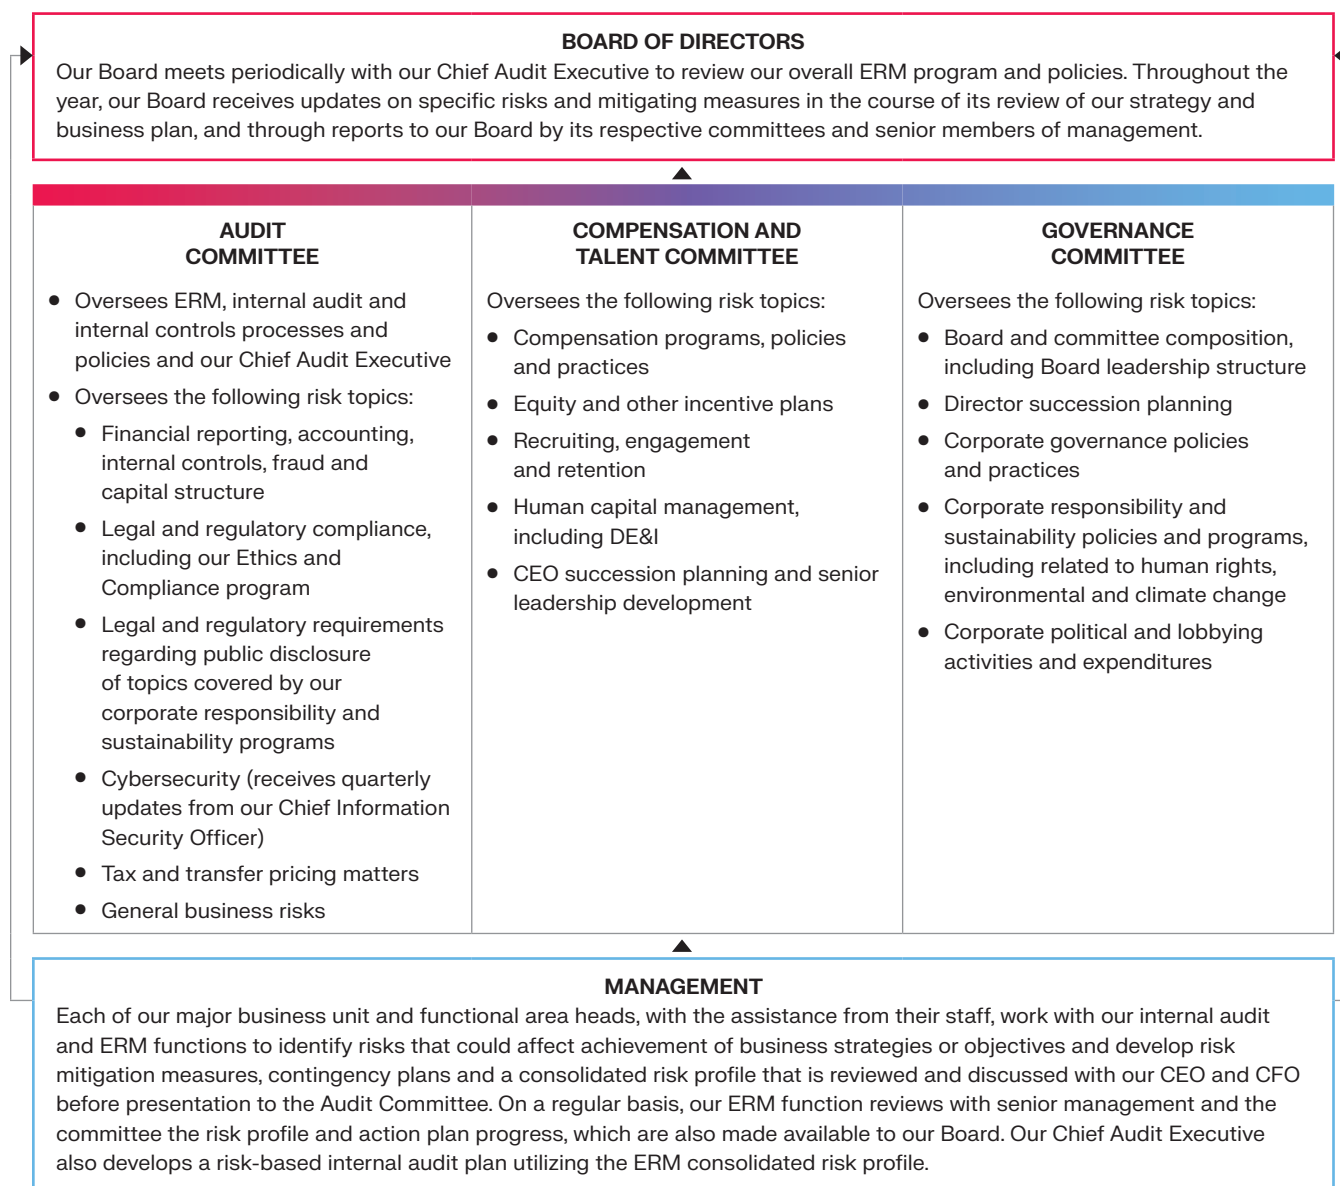 BOARD OF DIRECTORS
Our Board meets periodically with our Chief Audit Executive to review our overall ERM program and policies. Throughout the
year, our Board receives updates on specific risks and mitigating measures in the course of its review of our strategy and
business plan, and through reports to our Board by its respective committees and senior members of management.
AUDIT
COMMITTEE
• Oversees ERM, internal audit and
internal controls processes and
policies and our Chief Audit Executive
• Oversees the following risk topics:
• Financial reporting, accounting,
internal controls, fraud and
capital structure
• Legal and regulatory compliance,
including our Ethics and
Compliance program
• Legal and regulatory requirements
regarding public disclosure
of topics covered by our
corporate responsibility and
sustainability programs
• Cybersecurity (receives quarterly
updates from our Chief Information
Security Officer)
• Tax and transfer pricing matters
• General business risks
COMPENSATION AND
TALENT COMMITTEE
Oversees the following risk topics:
• Compensation programs, policies
and practices
• Equity and other incentive plans
• Recruiting, engagement
and retention
• Human capital management,
including DE&I
• CEO succession planning and senior
leadership development
GOVERNANCE
COMMITTEE
Oversees the following risk topics:
• Board and committee composition,
including Board leadership structure
• Director succession planning
• Corporate governance policies
and practices
• Corporate responsibility and
sustainability policies and programs,
including related to human rights,
environmental and climate change
• Corporate political and lobbying
activities and expenditures
MANAGEMENT
Each of our major business unit and functional area heads, with the assistance from their staff, work with our internal audit
and ERM functions to identify risks that could affect achievement of business strategies or objectives and develop risk
mitigation measures, contingency plans and a consolidated risk profile that is reviewed and discussed with our CEO and CFO
before presentation to the Audit Committee. On a regular basis, our ERM function reviews with senior management and the
committee the risk profile and action plan progress, which are also made available to our Board. Our Chief Audit Executive
also develops a risk-based internal audit plan utilizing the ERM consolidated risk profile.